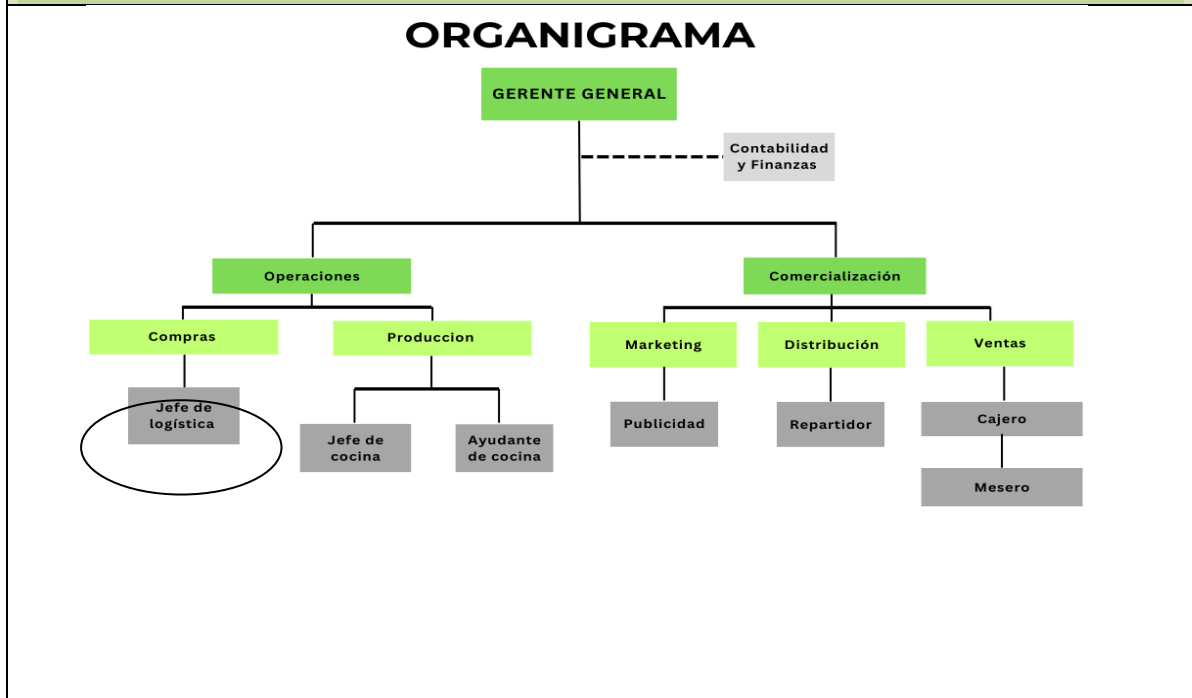 ORGANIGRAMA
GERENTE GENERAL
Contabilidad
y Finanzas
Operaciones
Comercialización
Compras
Produccion
Marketing
Distribución
Ventas
Jefe de
logística
Jefe de
cocina
Ayudante
de cocina
Publicidad
Repartidor
Cajero
Mesero